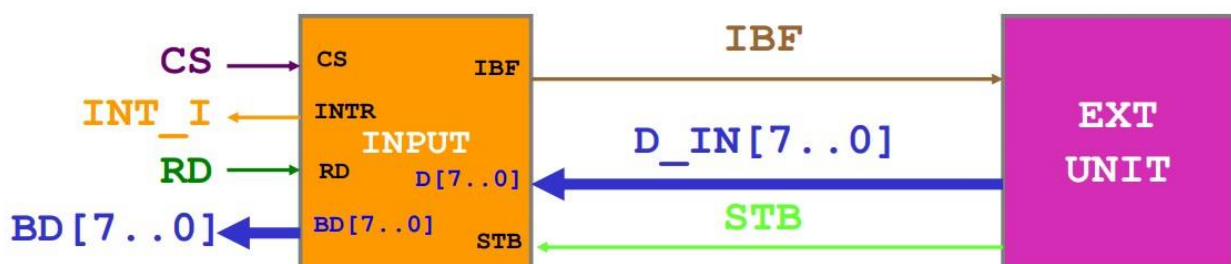 CS
INT_I
RD
BD[7..0]
CS
INTR
RD
BD[7..0]
INPUT
IBF
D[7..0]
STB
IBF
D_IN[7..0]
STB
EXT
UNIT